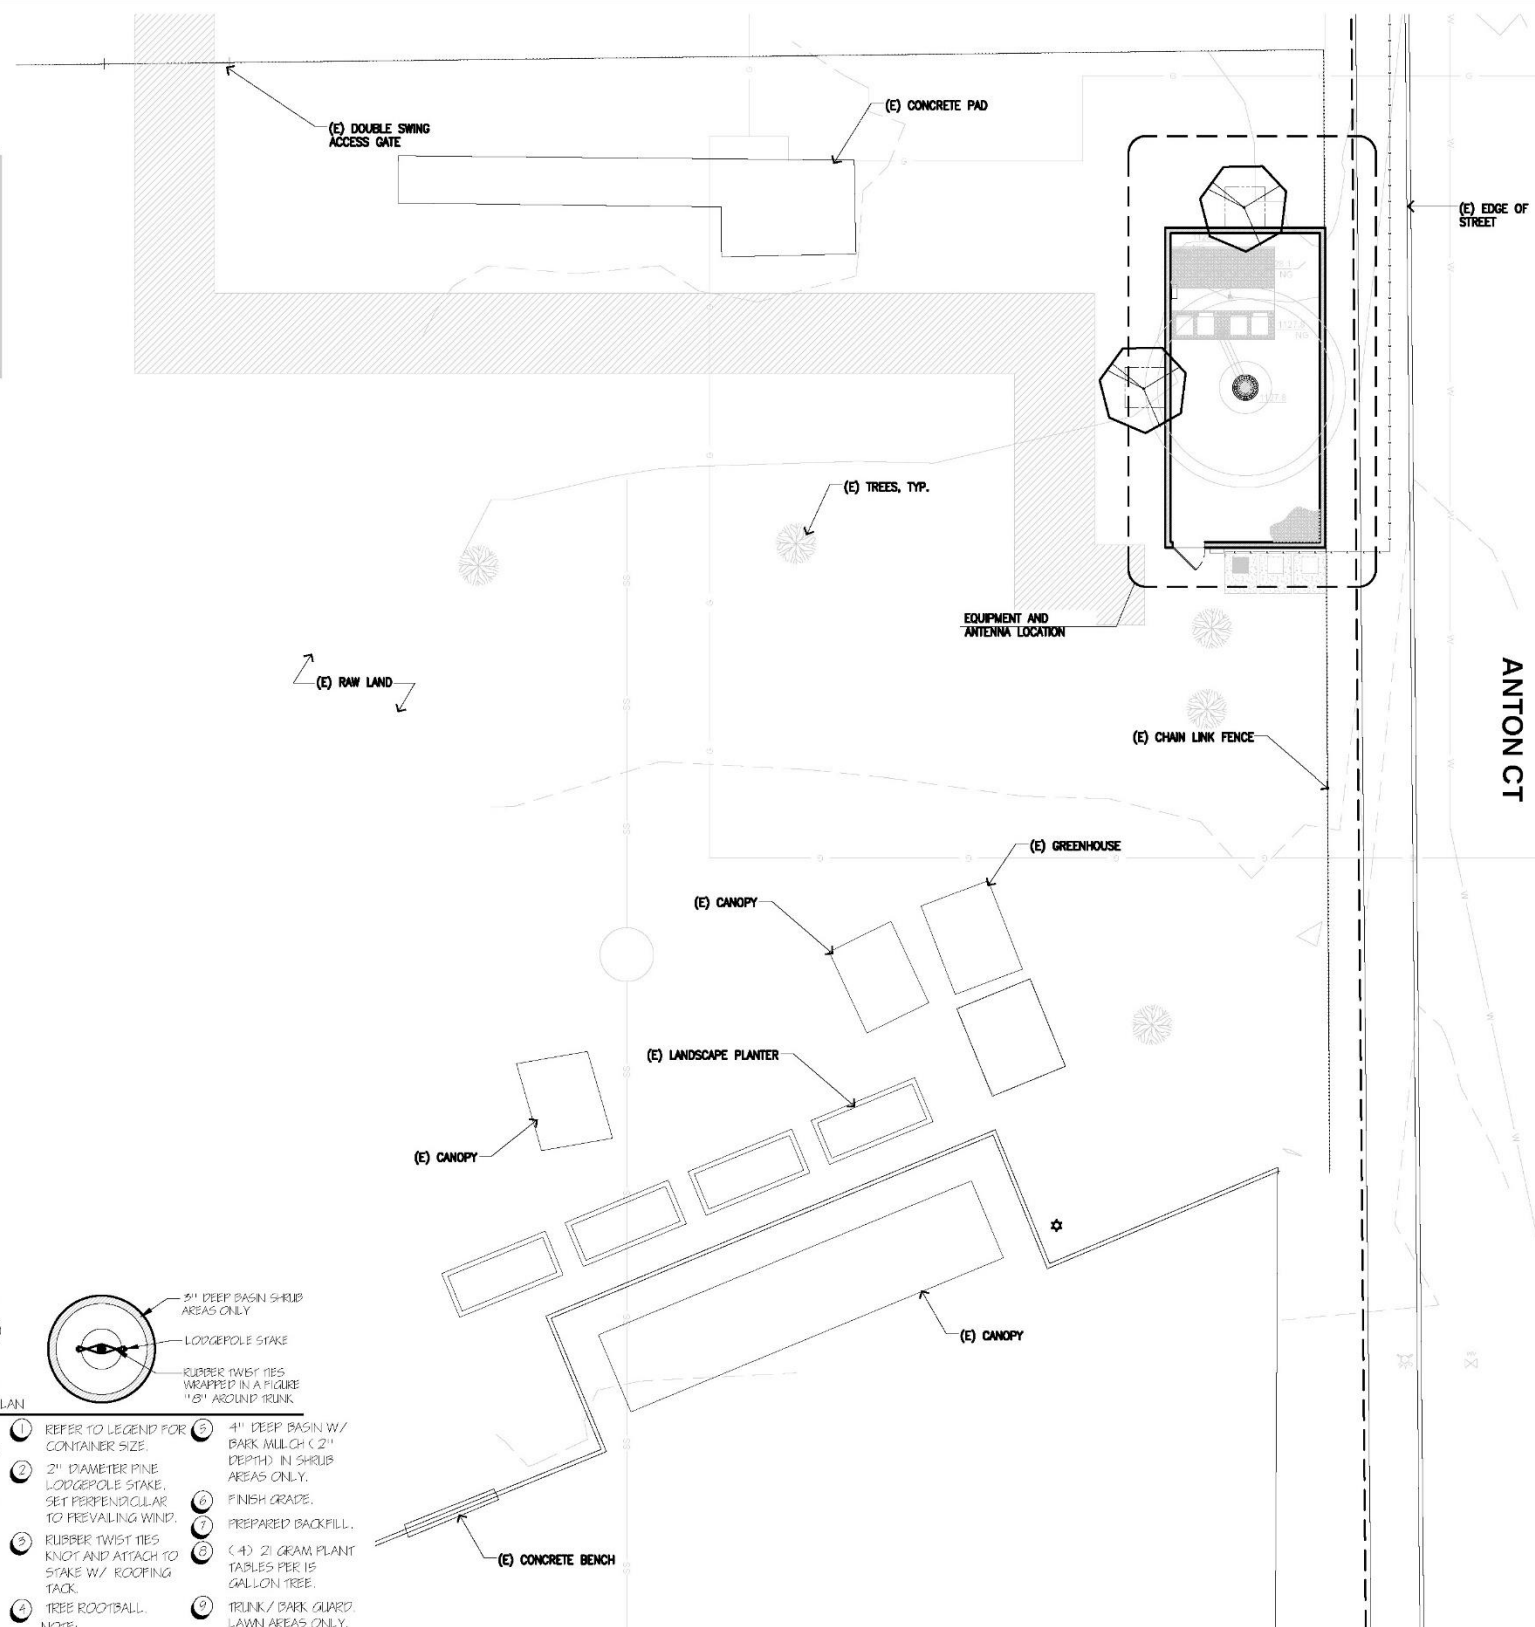 (E) DOUBLE SWING
ACCESS GATE
(E) CONCRETE PAD
(E) EDGE OF
STREET
(E) TREES, TYP.
EQUIPMENT AND
ANTENNA LOCATION
(E) RAW LAND
(E) CHAIN LINK FENCE
ANTON CT
(E) GREENHOUSE
(E) CANOPY
(E) LANDSCAPE PLANTER
(E) CANOPY
(E) CANOPY
(E) CONCRETE BENCH
3" DEEP BASIN SHRUB
AREAS ONLY
LODGEPOLE STAKE
RUBBER TWIST TIES
WRAPPED IN A FIGURE
"8" AROUND TRUNK
LAN
1 REFER TO LEGEND FOR
CONTAINER SIZE.
2 2" DIAMETER PINE
LODGEPOLE STAKE.
SET PERPENDICULAR
TO PREVAILING WIND.
3 RUBBER TWIST TIES
KNOT AND ATTACH TO
STAKE W/ ROOFING
TACK.
4 TREE ROOTBALL.
NOTE:
5 4" DEEP BASIN W/
BARK MULCH (2"
DEPTH) IN SHRUB
AREAS ONLY.
6 FINISH GRADE.
7 PREPARED BACKFILL.
8 (4) 21 GRAM PLANT
TABLES PER 15
GALLON TREE.
9 TRUNK/ BARK GUARD.
LAWN AREAS ONLY.